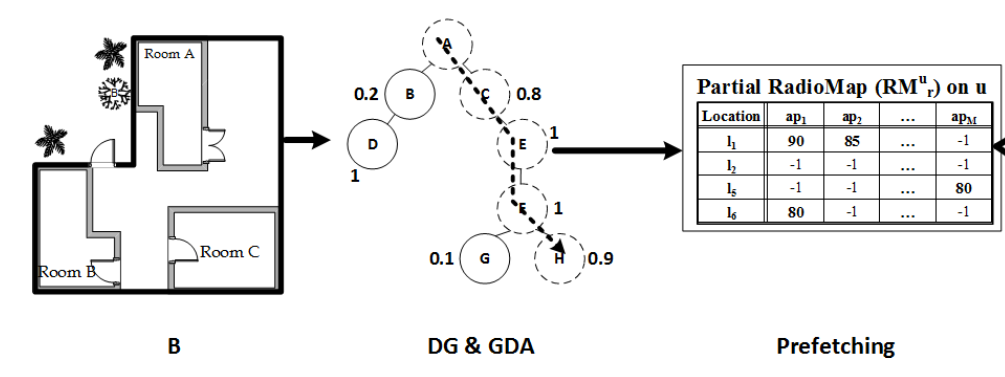 Room A
B
Room B
Room C
B
A
0.2 B
C 0.8
D
1
E 1
F 1
0.1 G
H 0.9
DG & GDA
Partial RadioMap (RMᵘᵣ) on u
Location ap₁ ap₂ ... apM
l₁ 90 85 ... -1
l₂ -1 -1 ... -1
l₅ -1 -1 ... 80
l₆ 80 -1 ... -1
Prefetching